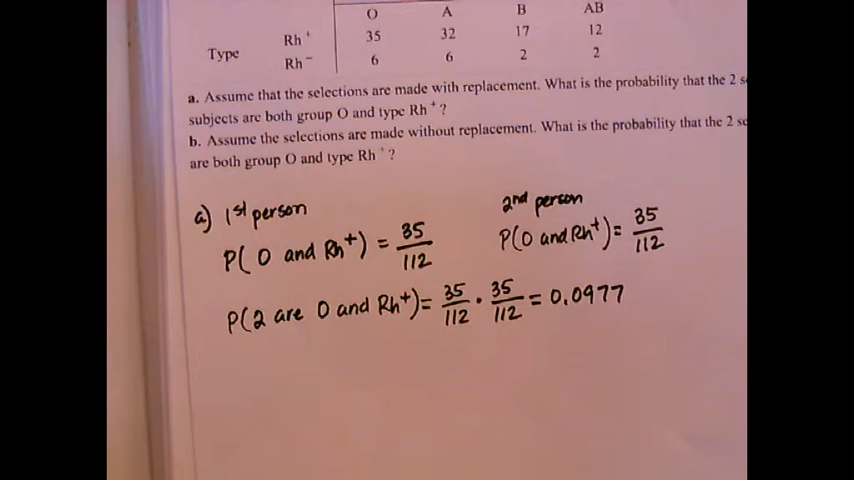 O A B AB
Rh+ 35 32 17 12
Type
Rh− 6 6 2 2
a. Assume that the selections are made with replacement. What is the probability that the 2
subjects are both group O and type Rh+?
b. Assume the selections are made without replacement. What is the probability that the 2
are both group O and type Rh+?
a) 1st person 2nd person
P(O and Rh+) = 35/112 P(O and Rh+) = 35/112
P(2 are O and Rh+) = 35/112 · 35/112 = 0.0977